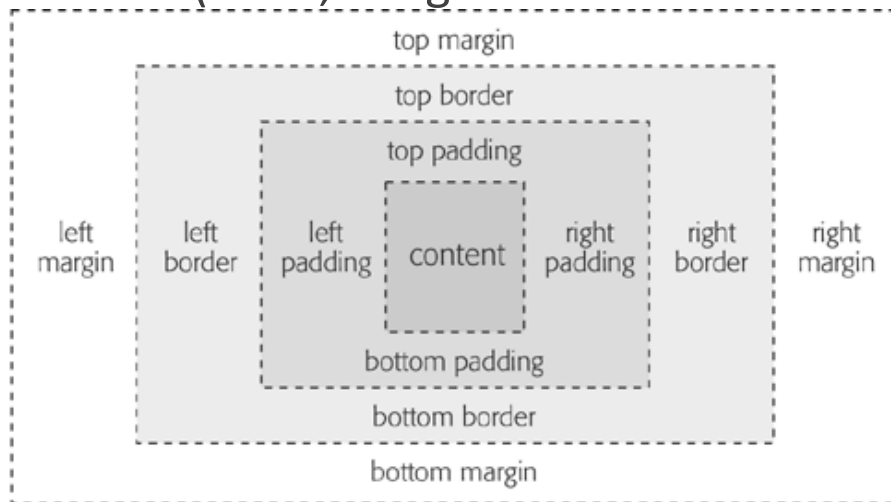 top margin
top border
top padding
left
margin
left
border
left
padding
content
right
padding
right
border
right
margin
bottom padding
bottom border
bottom margin